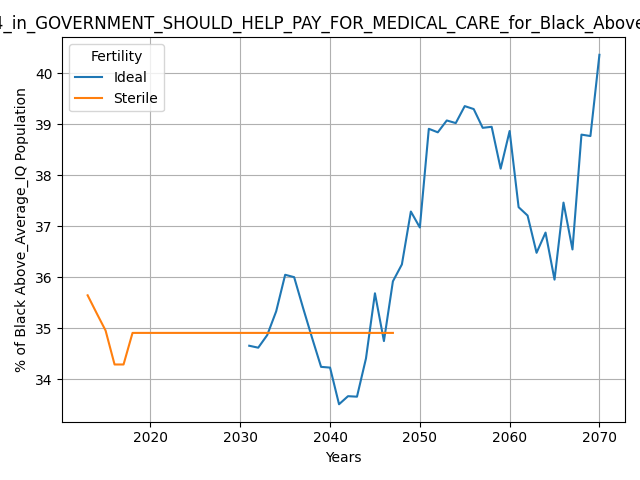 _in_GOVERNMENT_SHOULD_HELP_PAY_FOR_MEDICAL_CARE_for_Black_Above
Fertility
Ideal
Sterile
% of Black Above_Average_IQ Population
40
39
38
37
36
35
34
2020
2030
2040
2050
2060
2070
Years